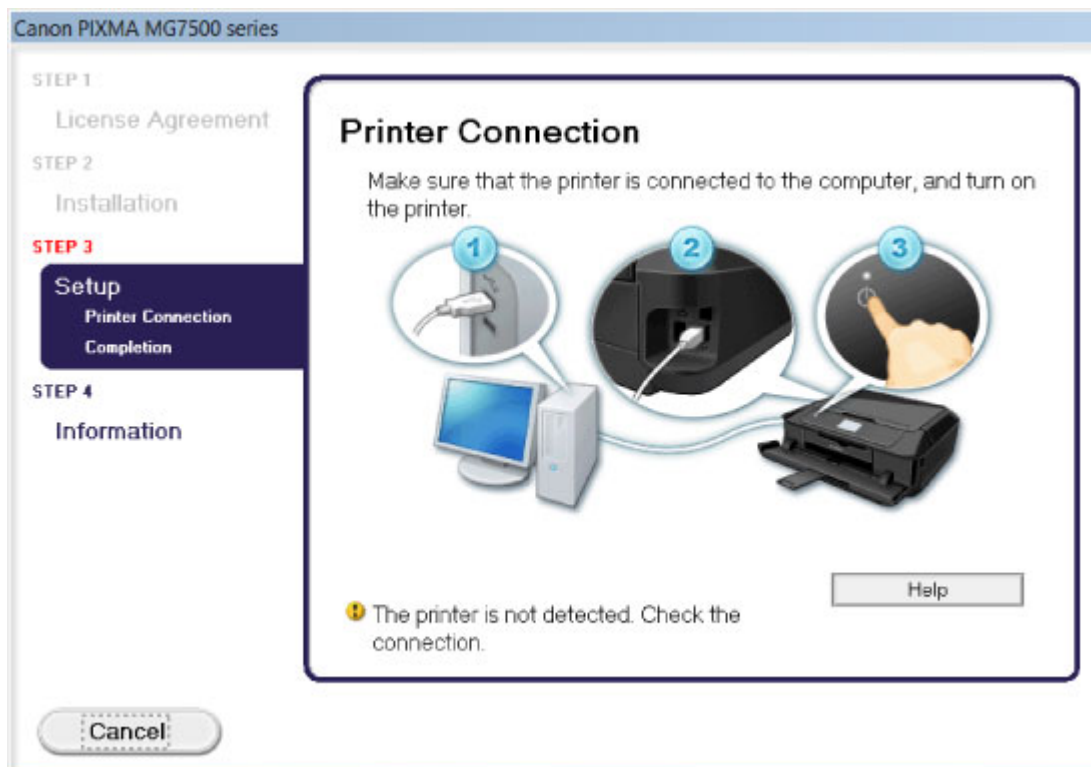 Canon PIXMA MG7500 series
STEP 1
License Agreement
STEP 2
Installation
STEP 3
Setup
Printer Connection
Completion
STEP 4
Information
Printer Connection
Make sure that the printer is connected to the computer, and turn on
the printer.
1
2
3
Help
The printer is not detected. Check the
connection.
Cancel